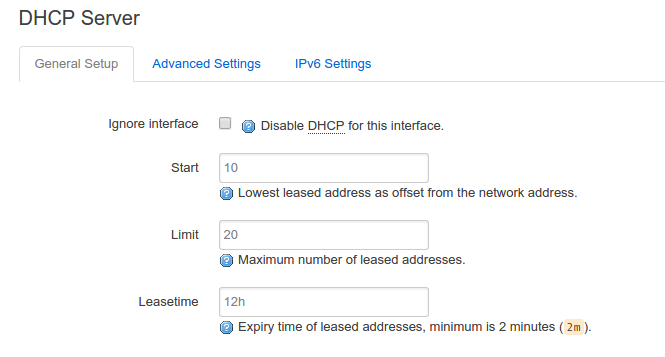 DHCP Server
General Setup Advanced Settings IPv6 Settings
Ignore interface Disable DHCP for this interface.
Start 10
Lowest leased address as offset from the network address.
Limit 20
Maximum number of leased addresses.
Leasetime 12h
Expiry time of leased addresses, minimum is 2 minutes (2m).